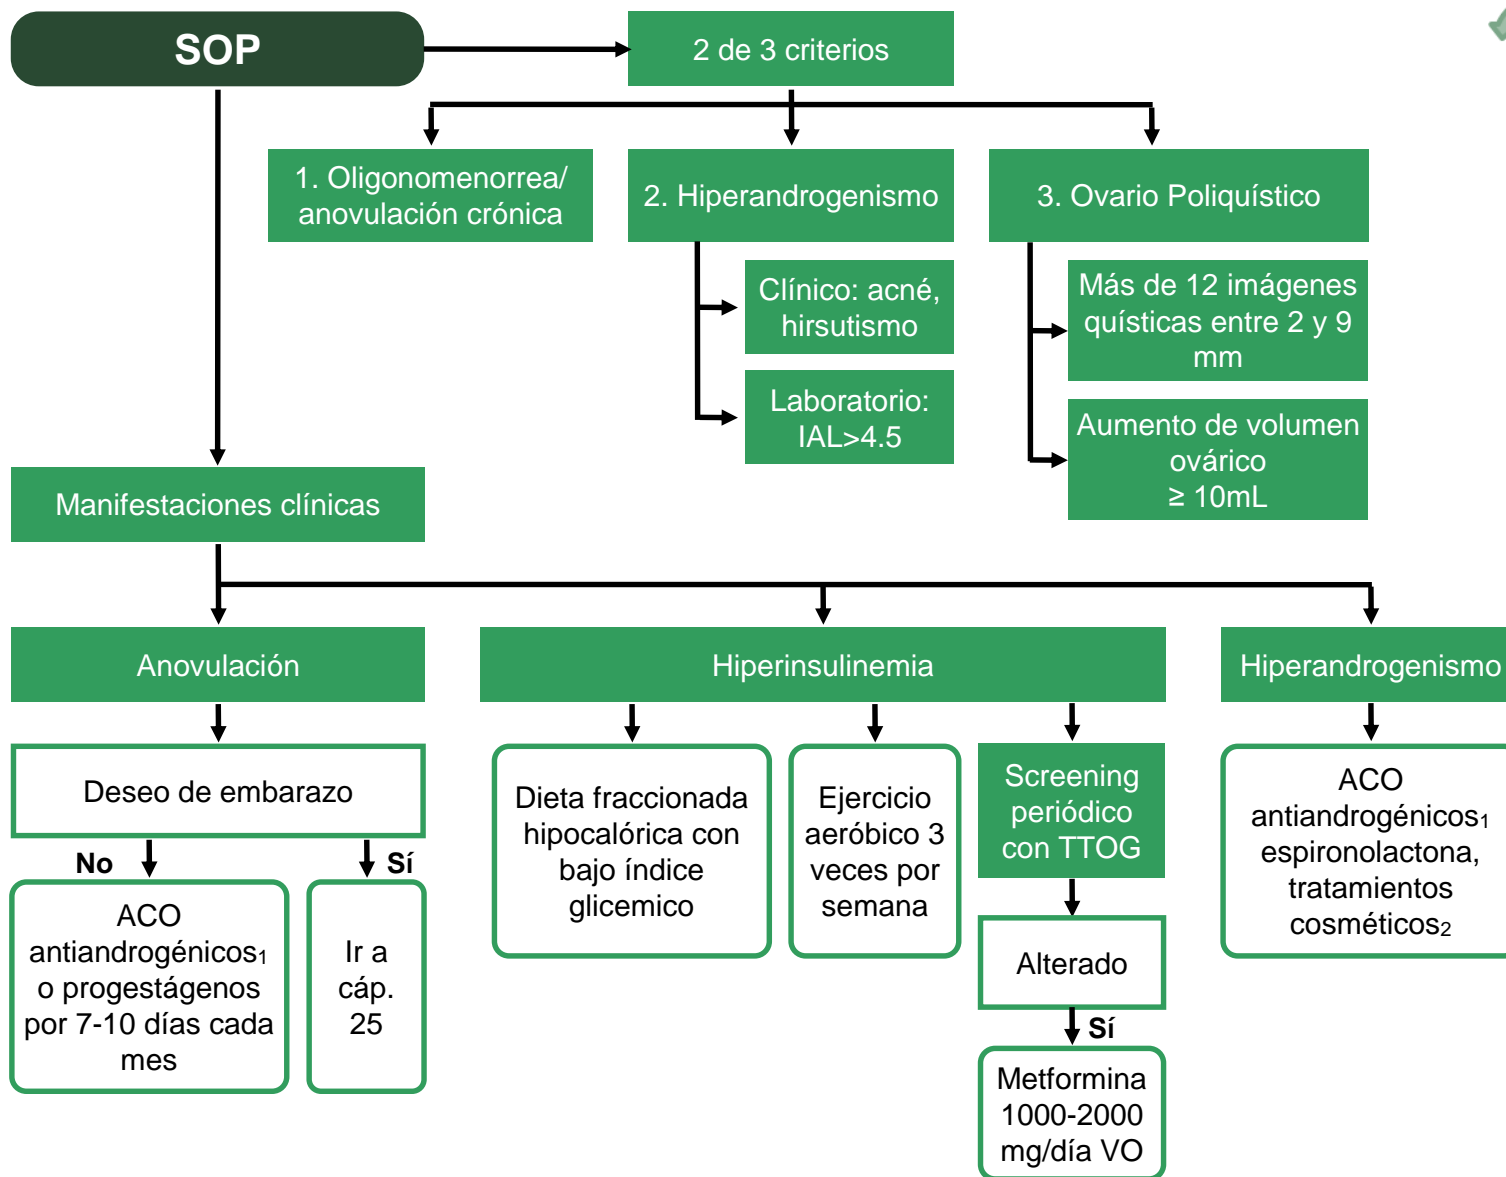 SOP
2 de 3 criterios
1. Oligonomenorrea/
anovulación crónica
2. Hiperandrogenismo
3. Ovario Poliquístico
Clínico: acné,
hirsutismo
Laboratorio:
IAL>4.5
Más de 12 imágenes
quísticas entre 2 y 9
mm
Aumento de volumen
ovárico
≥ 10mL
Manifestaciones clínicas
Anovulación
Hiperinsulinemia
Hiperandrogenismo
Deseo de embarazo
No
Sí
ACO
antiandrogénicos₁
o progestágenos
por 7-10 días cada
mes
Ir a
cáp.
25
Dieta fraccionada
hipocalórica con
bajo índice
glicemico
Ejercicio
aeróbico 3
veces por
semana
Screening
periódico
con TTOG
Alterado
Sí
Metformina
1000-2000
mg/día VO
ACO
antiandrogénicos₁
espironolactona,
tratamientos
cosméticos₂